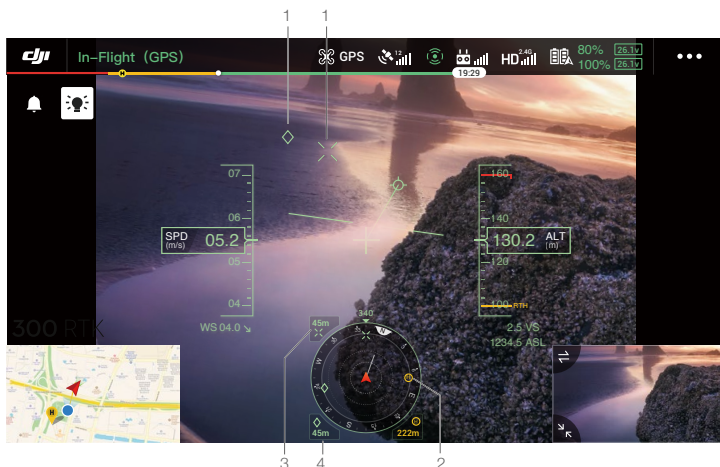 1 1
dji In-Flight (GPS) GPS 12 HD 2.4G 80% 26.1v
100% 26.1v
19:29
H
07 160
06 140
SPD (m/s) 05.2 130.2 ALT (m)
05 120
04 100 RTH
300 RTK
WS 04.0 2.5 VS
1234.5 ASL
340
45m
N
W E
S
H
45m 222m
3 4 2